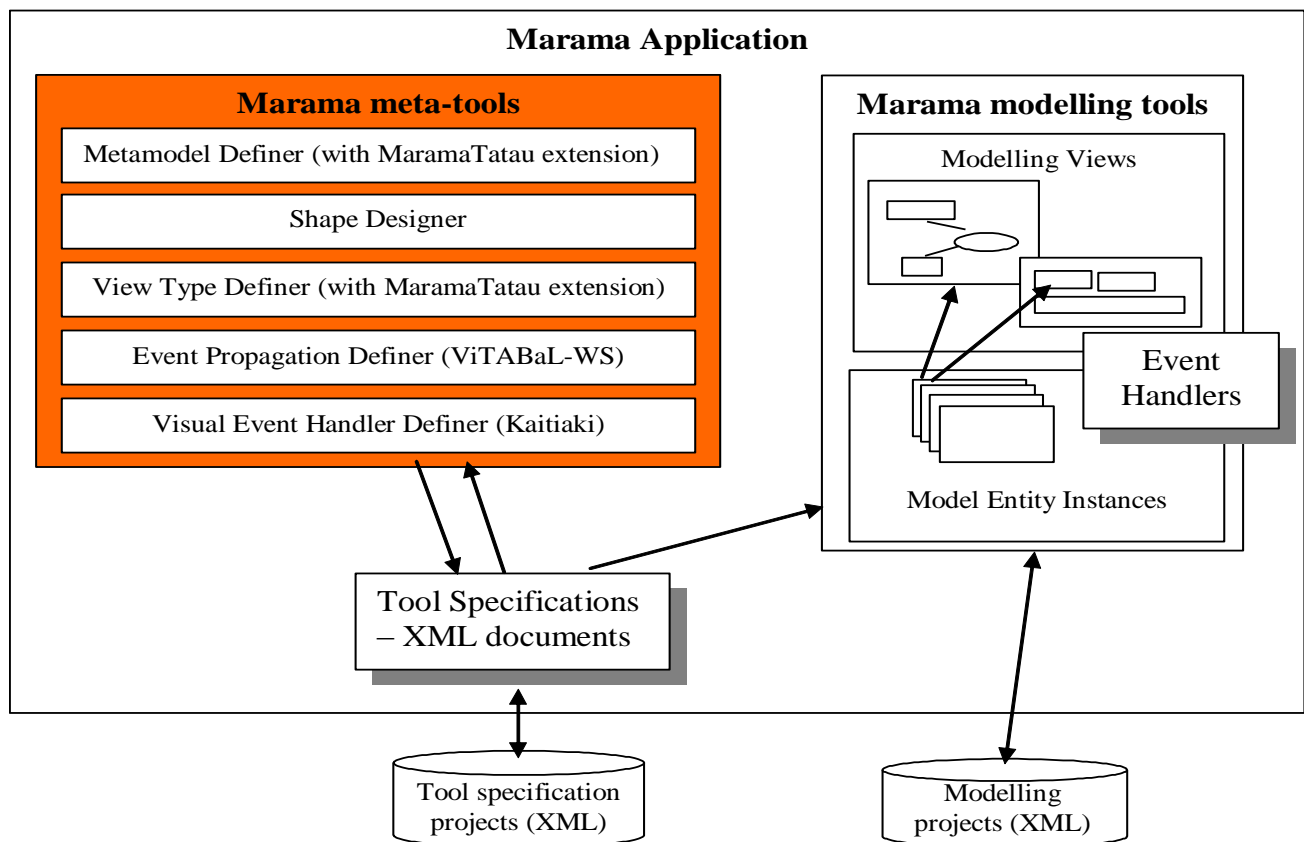 Marama Application
Marama meta-tools
Metamodel Definer (with MaramaTatau extension)
Shape Designer
View Type Definer (with MaramaTatau extension)
Event Propagation Definer (ViTABaL-WS)
Visual Event Handler Definer (Kaitiaki)
Marama modelling tools
Modelling Views
Event
Handlers
Model Entity Instances
Tool Specifications
– XML documents
Tool specification
projects (XML)
Modelling
projects (XML)